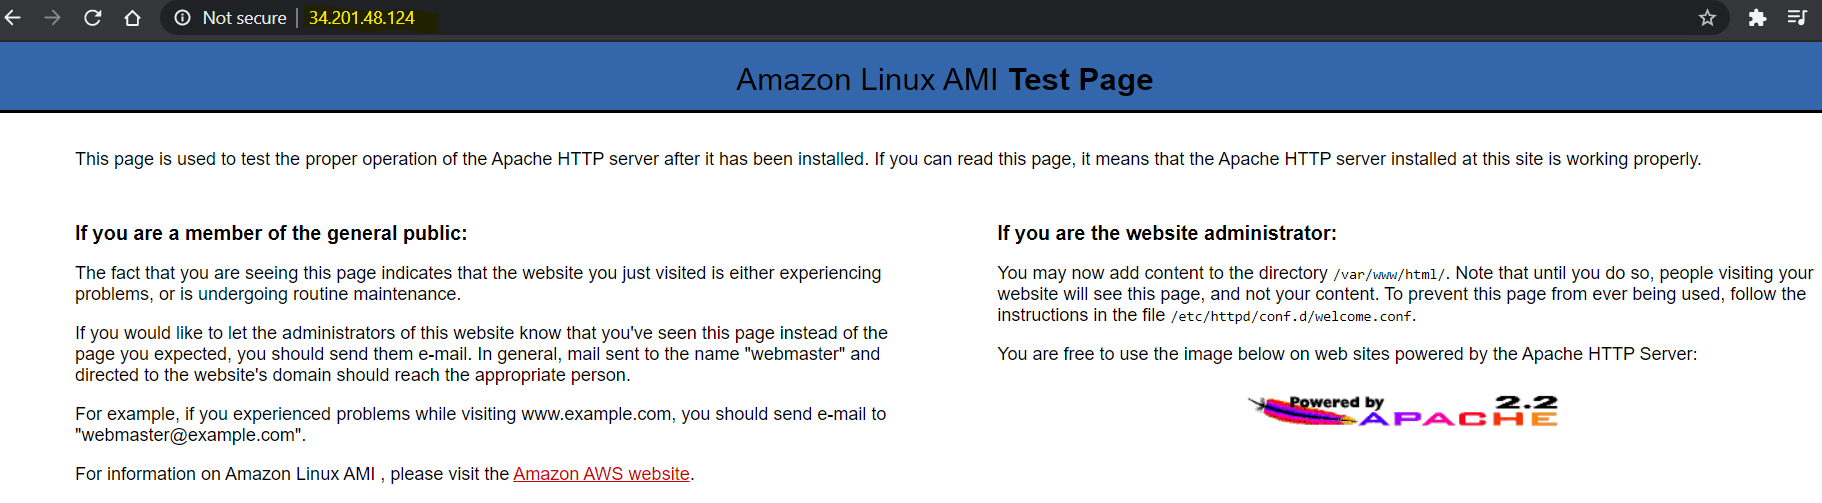 Not secure | 34.201.48.124
Amazon Linux AMI Test Page
This page is used to test the proper operation of the Apache HTTP server after it has been installed. If you can read this page, it means that the Apache HTTP server installed at this site is working properly.
If you are a member of the general public:
The fact that you are seeing this page indicates that the website you just visited is either experiencing
problems, or is undergoing routine maintenance.
If you would like to let the administrators of this website know that you've seen this page instead of the
page you expected, you should send them e-mail. In general, mail sent to the name "webmaster" and
directed to the website's domain should reach the appropriate person.
For example, if you experienced problems while visiting www.example.com, you should send e-mail to
"webmaster@example.com".
For information on Amazon Linux AMI , please visit the Amazon AWS website.
If you are the website administrator:
You may now add content to the directory /var/www/html/. Note that until you do so, people visiting your
website will see this page, and not your content. To prevent this page from ever being used, follow the
instructions in the file /etc/httpd/conf.d/welcome.conf.
You are free to use the image below on web sites powered by the Apache HTTP Server:
Powered by 2.2
APACHE